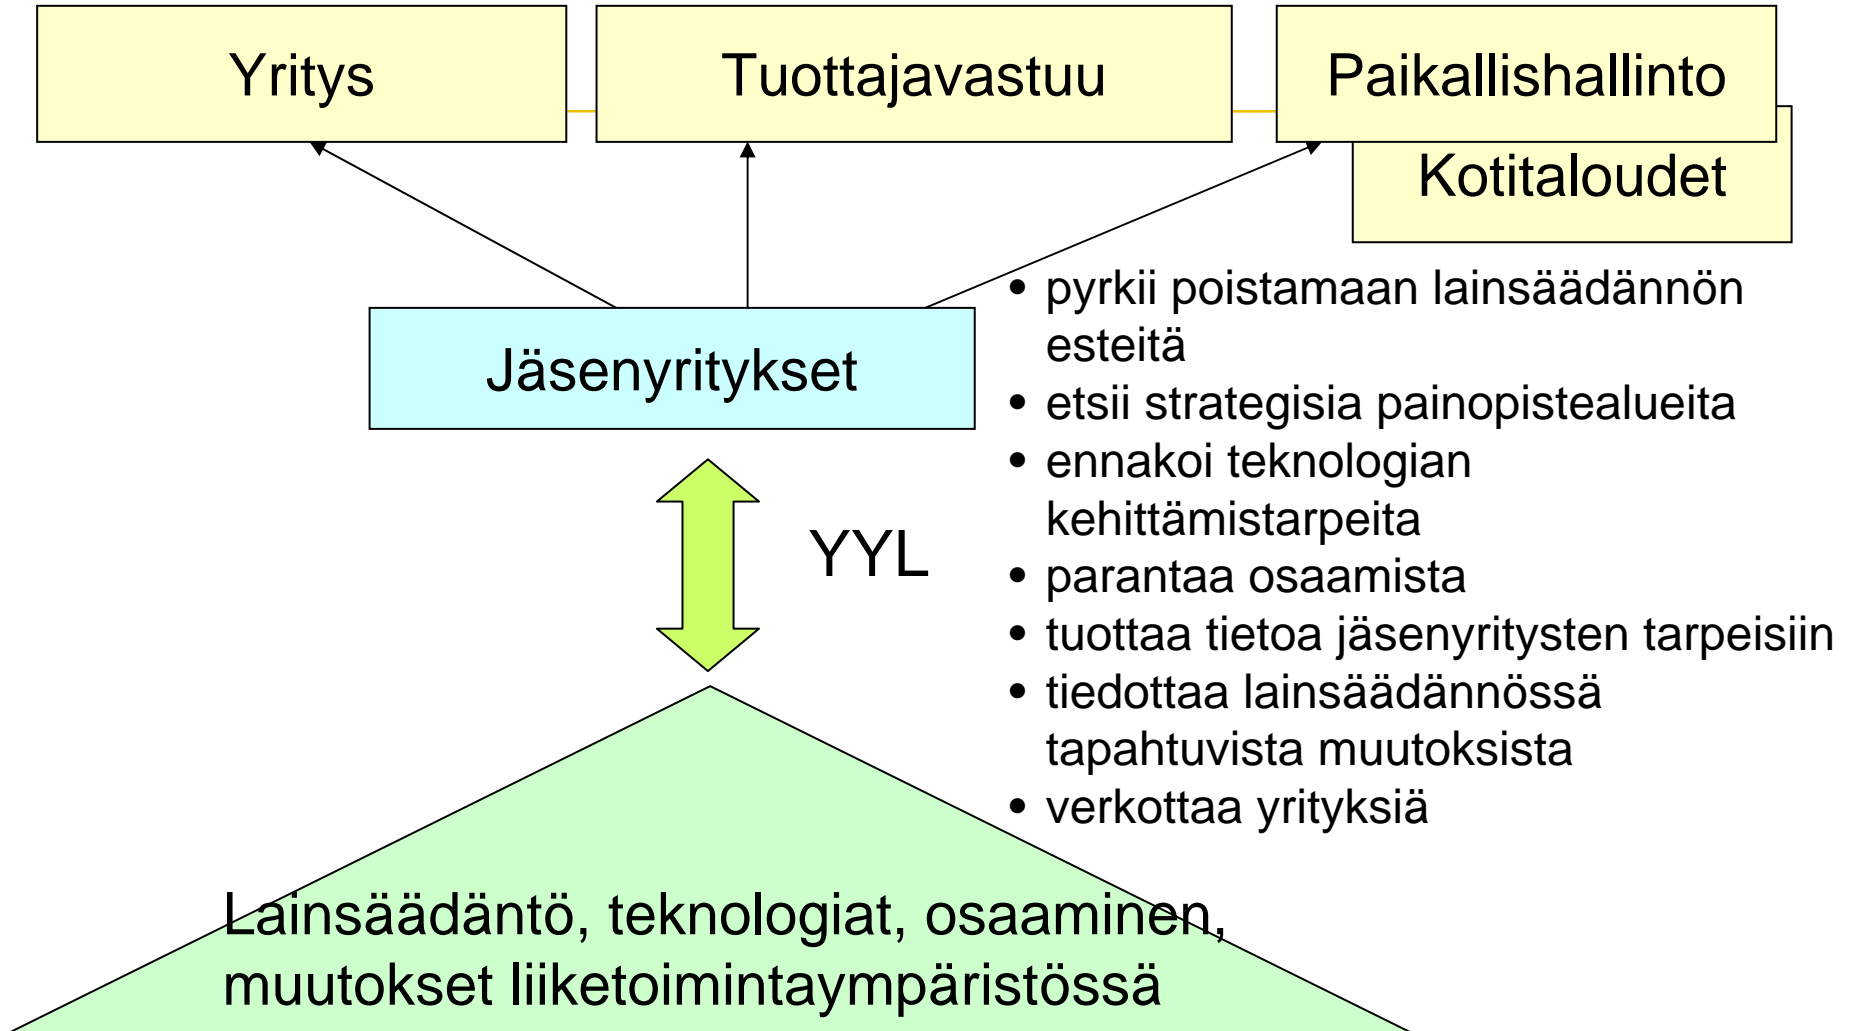 Yritys
Tuottajavastuu
Paikallishallinto
Kotitaloudet
Jäsenyritykset
YYL
• pyrkii poistamaan lainsäädännön
esteitä
• etsii strategisia painopistealueita
• ennakoi teknologian
kehittämistarpeita
• parantaa osaamista
• tuottaa tietoa jäsenyritysten tarpeisiin
• tiedottaa lainsäädännössä
tapahtuvista muutoksista
• verkottaa yrityksiä
Lainsäädäntö, teknologiat, osaaminen,
muutokset liiketoimintaympäristössä